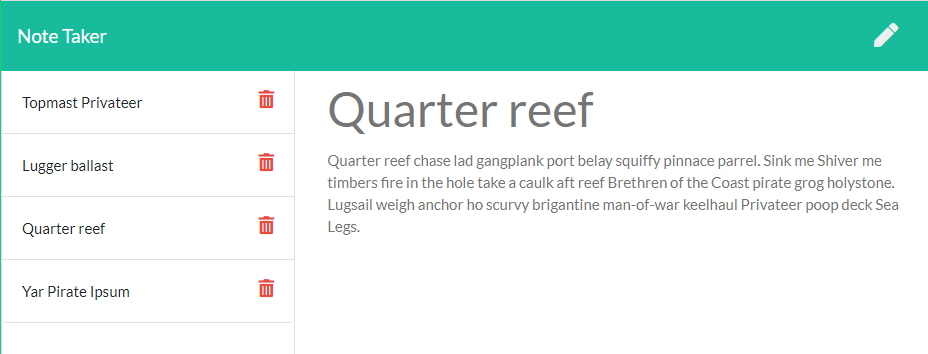 Note Taker
Topmast Privateer
Lugger ballast
Quarter reef
Yar Pirate Ipsum
Quarter reef
Quarter reef chase lad gangplank port belay squiffy pinnace parrel. Sink me Shiver me
timbers fire in the hole take a caulk aft reef Brethren of the Coast pirate grog holystone.
Lugsail weigh anchor ho scurvy brigantine man-of-war keelhaul Privateer poop deck Sea
Legs.